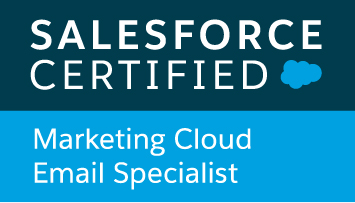 SALESFORCE
CERTIFIED
Marketing Cloud
Email Specialist